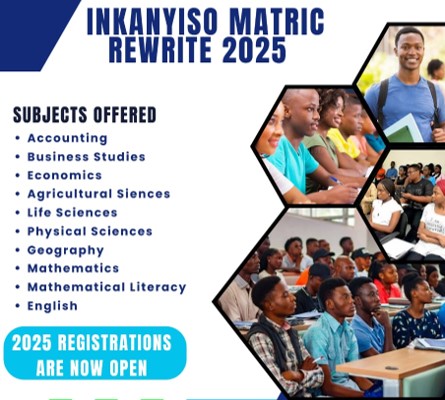 INKANYISO MATRIC
REWRITE 2025
SUBJECTS OFFERED
• Accounting
• Business Studies
• Economics
• Agricultural Siences
• Life Sciences
• Physical Sciences
• Geography
• Mathematics
• Mathematical Literacy
• English
2025 REGISTRATIONS
ARE NOW OPEN